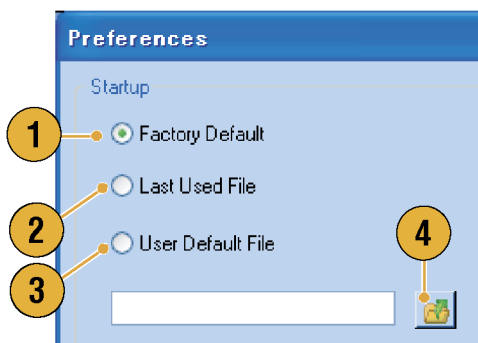 Preferences
Startup
1 Factory Default
2 Last Used File
3 User Default File
4